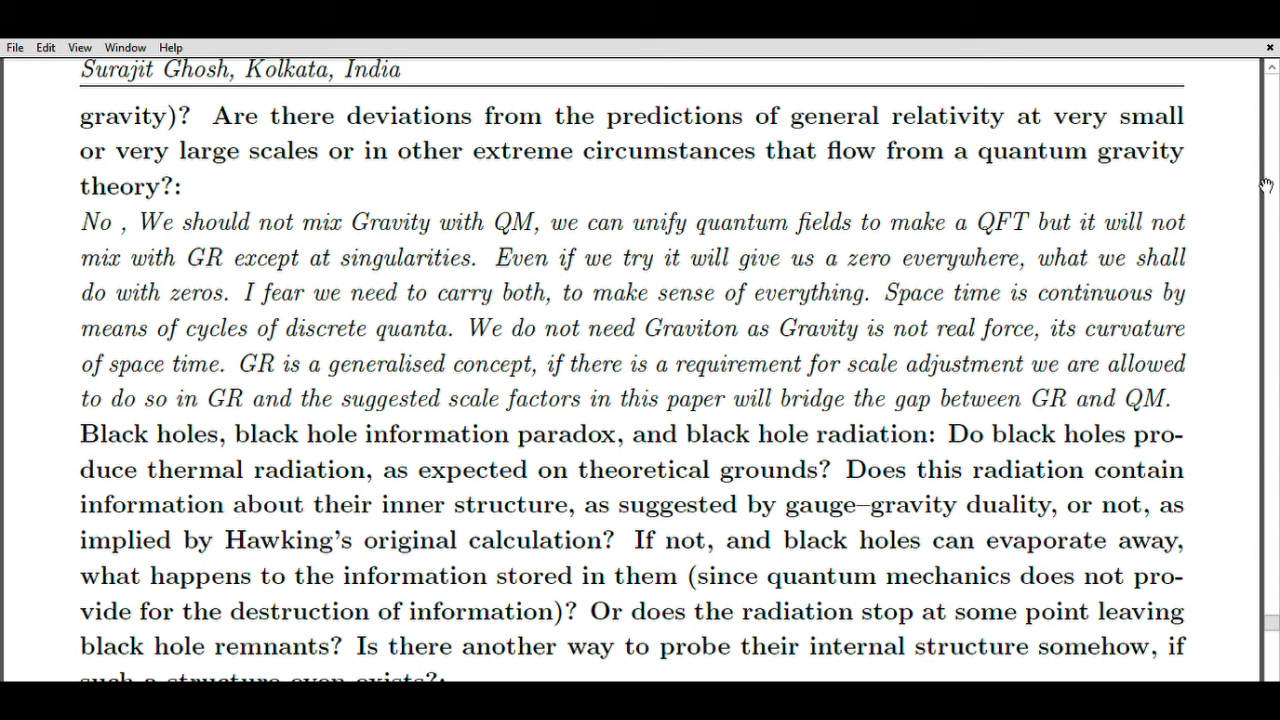 File Edit View Window Help
Surajit Ghosh, Kolkata, India
gravity)? Are there deviations from the predictions of general relativity at very small
or very large scales or in other extreme circumstances that flow from a quantum gravity
theory?:
No , We should not mix Gravity with QM, we can unify quantum fields to make a QFT but it will not
mix with GR except at singularities. Even if we try it will give us a zero everywhere, what we shall
do with zeros. I fear we need to carry both, to make sense of everything. Space time is continuous by
means of cycles of discrete quanta. We do not need Graviton as Gravity is not real force, its curvature
of space time. GR is a generalised concept, if there is a requirement for scale adjustment we are allowed
to do so in GR and the suggested scale factors in this paper will bridge the gap between GR and QM.
Black holes, black hole information paradox, and black hole radiation: Do black holes pro-
duce thermal radiation, as expected on theoretical grounds? Does this radiation contain
information about their inner structure, as suggested by gauge–gravity duality, or not, as
implied by Hawking's original calculation? If not, and black holes can evaporate away,
what happens to the information stored in them (since quantum mechanics does not pro-
vide for the destruction of information)? Or does the radiation stop at some point leaving
black hole remnants? Is there another way to probe their internal structure somehow, if
such a structure even exists?: